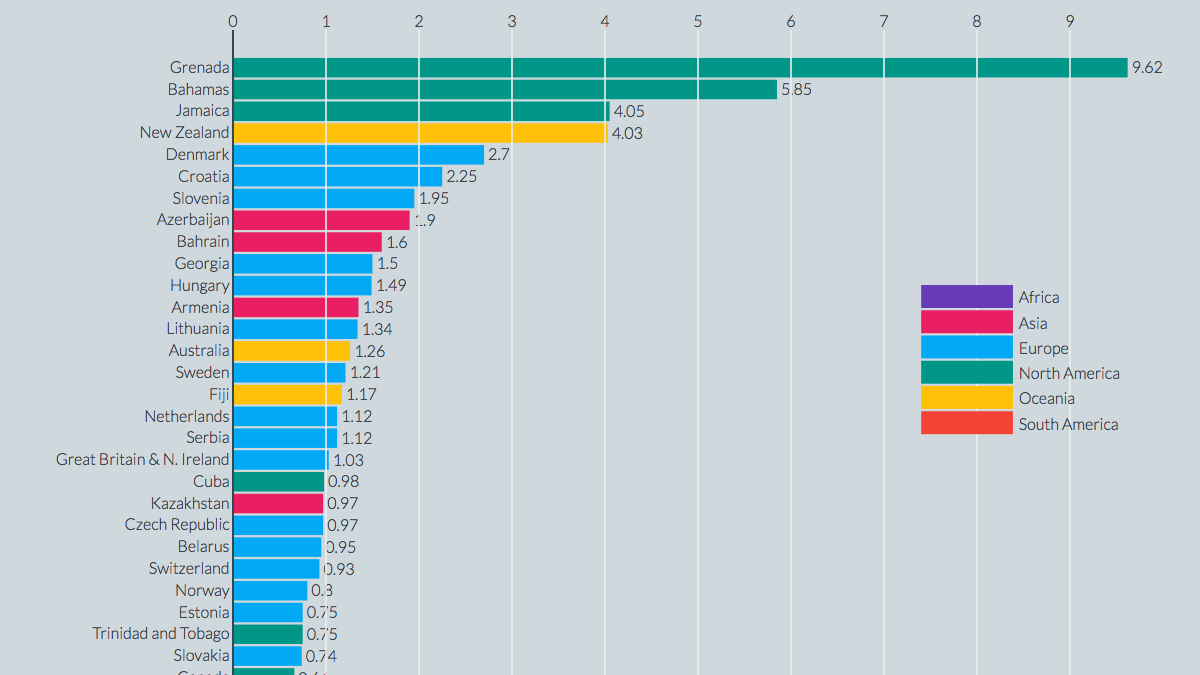 0 1 2 3 4 5 6 7 8 9
Grenada 9.62
Bahamas 5.85
Jamaica 4.05
New Zealand 4.03
Denmark 2.7
Croatia 2.25
Slovenia 1.95
Azerbaijan 1.9
Bahrain 1.6
Georgia 1.5
Hungary 1.49
Armenia 1.35
Lithuania 1.34
Australia 1.26
Sweden 1.21
Fiji 1.17
Netherlands 1.12
Serbia 1.12
Great Britain & N. Ireland 1.03
Cuba 0.98
Kazakhstan 0.97
Czech Republic 0.97
Belarus 0.95
Switzerland 0.93
Norway 0.8
Estonia 0.75
Trinidad and Tobago 0.75
Slovakia 0.74
Africa
Asia
Europe
North America
Oceania
South America